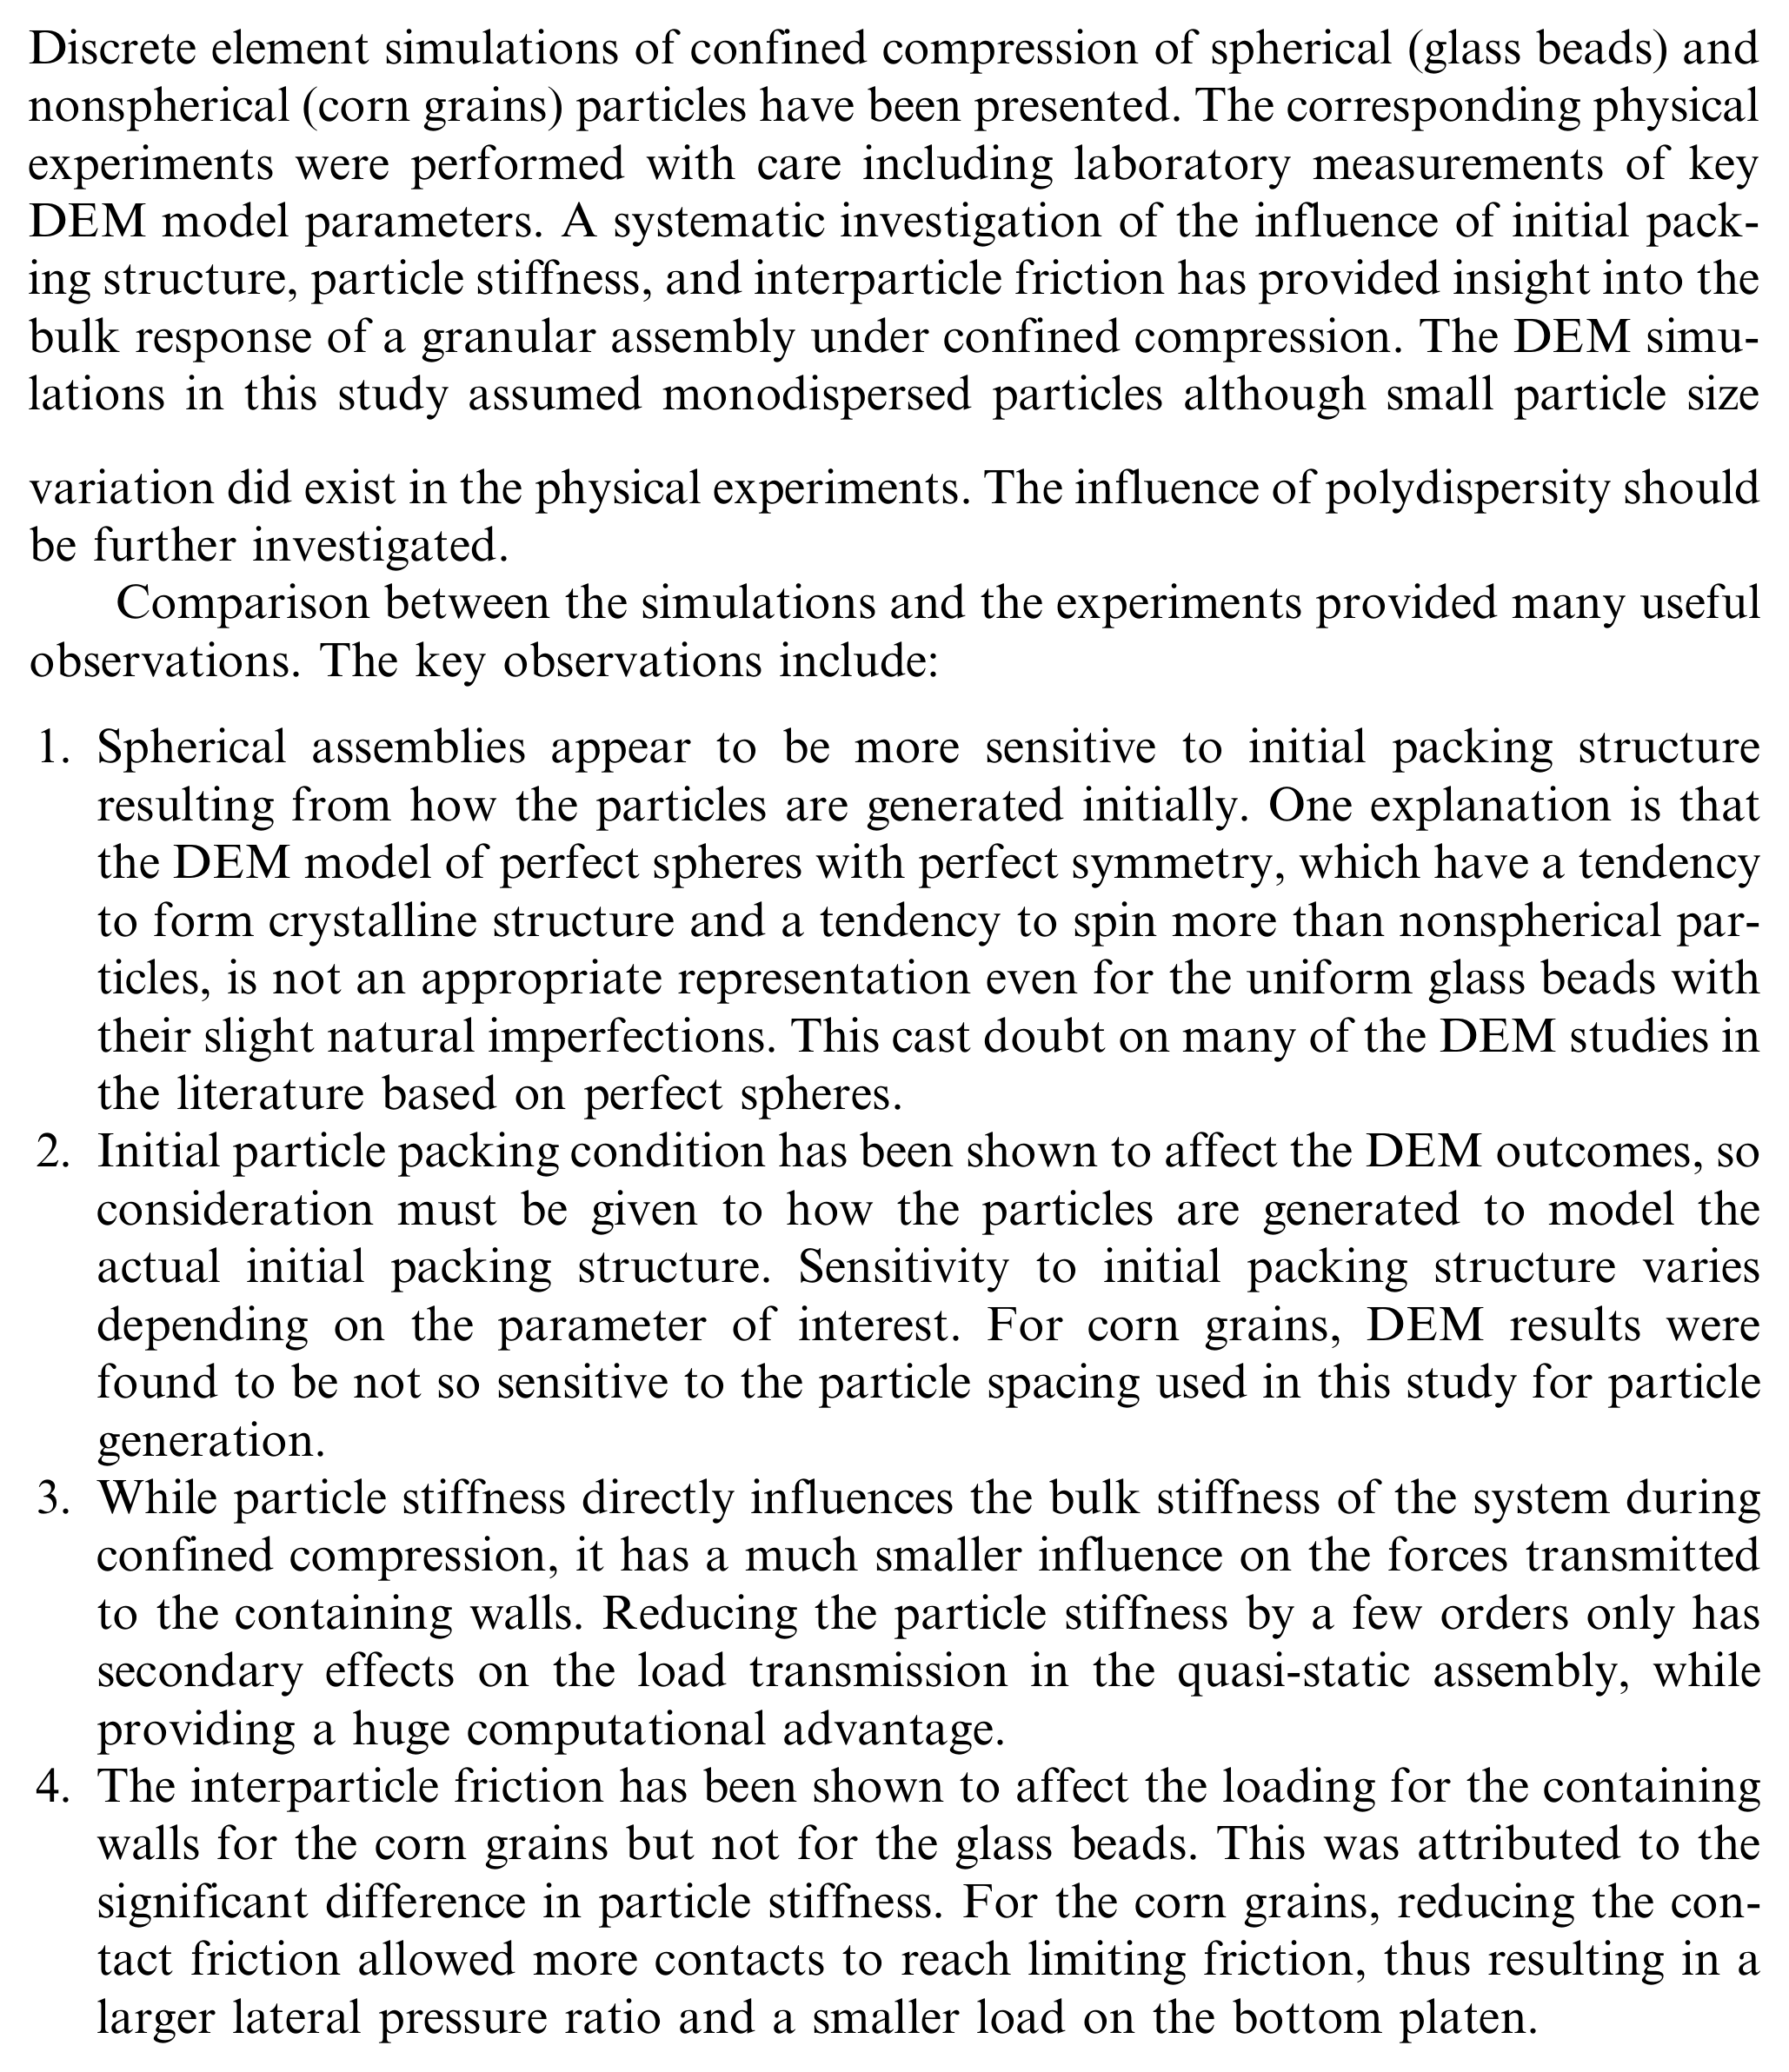 Discrete element simulations of confined compression of spherical (glass beads) and
nonspherical (corn grains) particles have been presented. The corresponding physical
experiments were performed with care including laboratory measurements of key
DEM model parameters. A systematic investigation of the influence of initial pack-
ing structure, particle stiffness, and interparticle friction has provided insight into the
bulk response of a granular assembly under confined compression. The DEM simu-
lations in this study assumed monodispersed particles although small particle size
variation did exist in the physical experiments. The influence of polydispersity should
be further investigated.
Comparison between the simulations and the experiments provided many useful
observations. The key observations include:
1. Spherical assemblies appear to be more sensitive to initial packing structure
resulting from how the particles are generated initially. One explanation is that
the DEM model of perfect spheres with perfect symmetry, which have a tendency
to form crystalline structure and a tendency to spin more than nonspherical par-
ticles, is not an appropriate representation even for the uniform glass beads with
their slight natural imperfections. This cast doubt on many of the DEM studies in
the literature based on perfect spheres.
2. Initial particle packing condition has been shown to affect the DEM outcomes, so
consideration must be given to how the particles are generated to model the
actual initial packing structure. Sensitivity to initial packing structure varies
depending on the parameter of interest. For corn grains, DEM results were
found to be not so sensitive to the particle spacing used in this study for particle
generation.
3. While particle stiffness directly influences the bulk stiffness of the system during
confined compression, it has a much smaller influence on the forces transmitted
to the containing walls. Reducing the particle stiffness by a few orders only has
secondary effects on the load transmission in the quasi-static assembly, while
providing a huge computational advantage.
4. The interparticle friction has been shown to affect the loading for the containing
walls for the corn grains but not for the glass beads. This was attributed to the
significant difference in particle stiffness. For the corn grains, reducing the con-
tact friction allowed more contacts to reach limiting friction, thus resulting in a
larger lateral pressure ratio and a smaller load on the bottom platen.